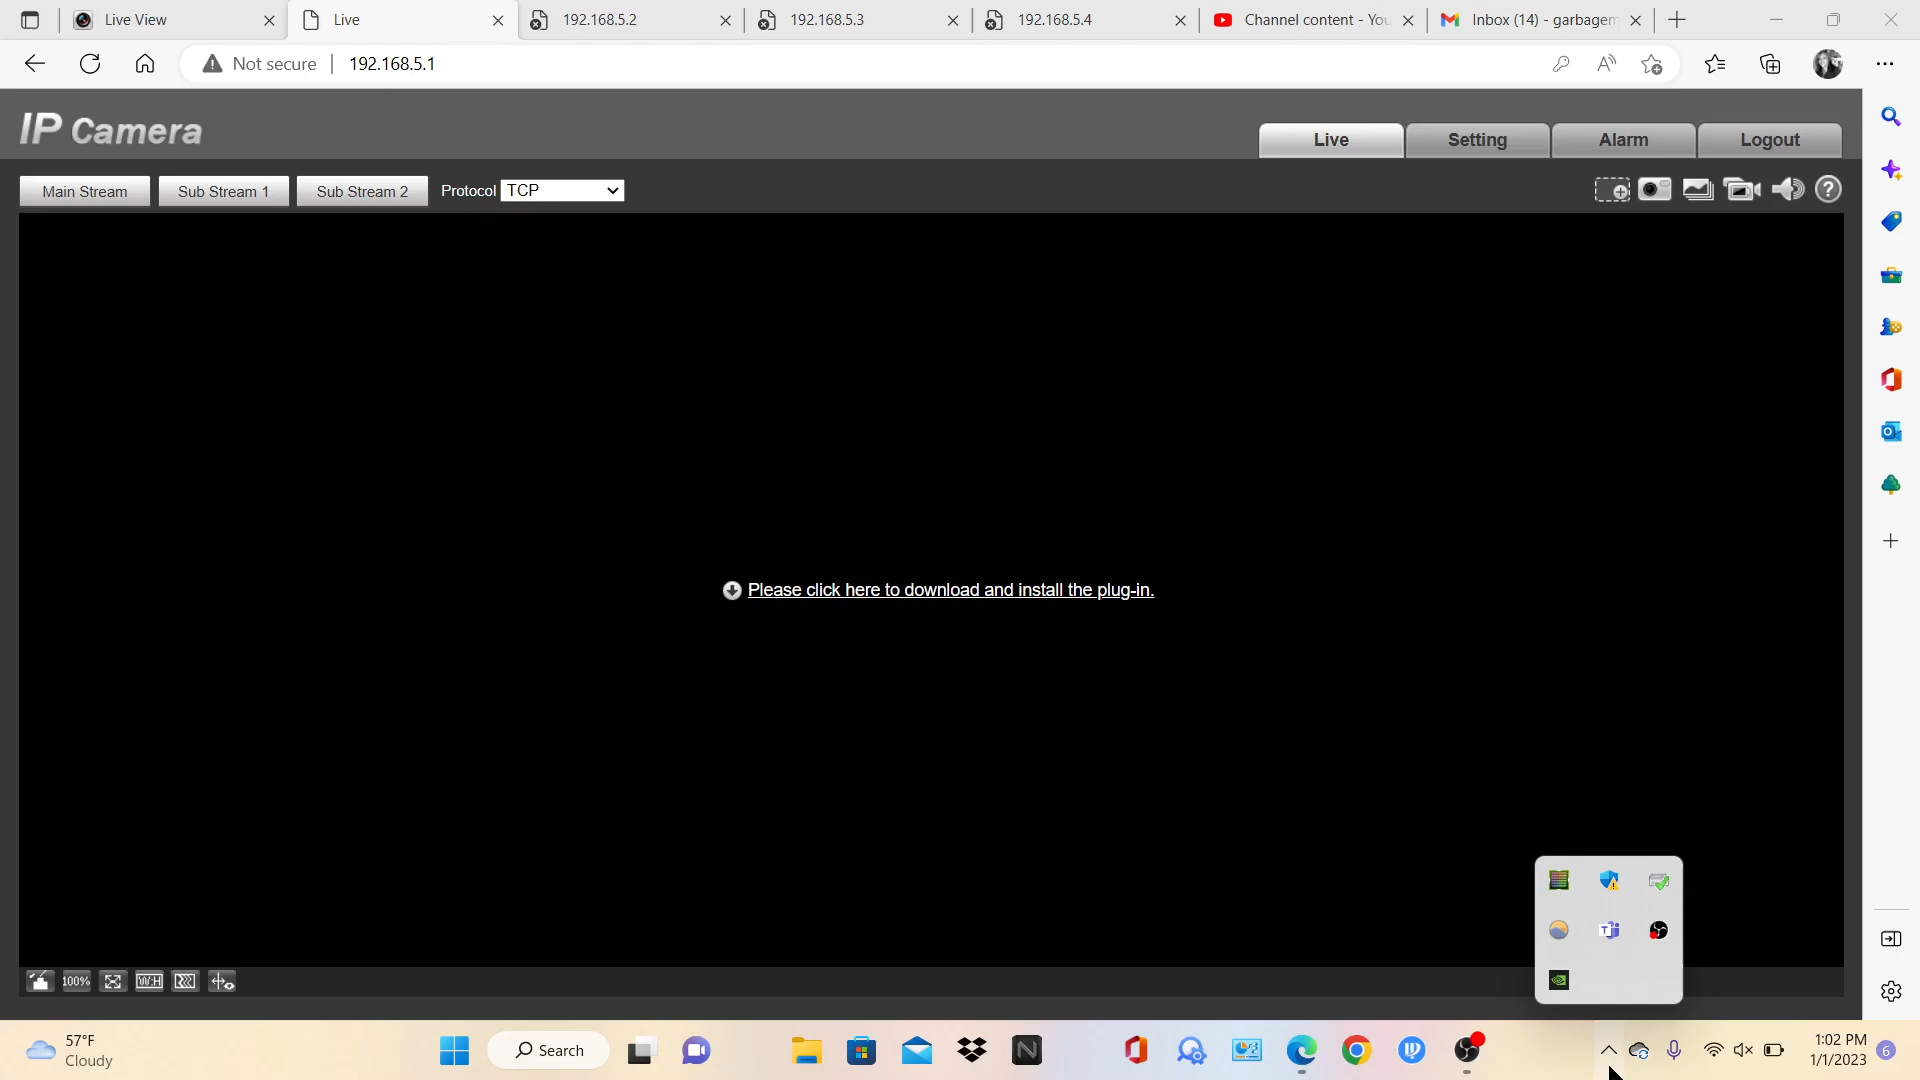 Live View
Live
192.168.5.2
192.168.5.3
192.168.5.4
Channel content - You
Inbox (14) - garbagem
Not secure
192.168.5.1
IP Camera
Live
Setting
Alarm
Logout
Main Stream
Sub Stream 1
Sub Stream 2
Protocol
TCP
Please click here to download and install the plug-in.
100%
W:H
57°F
Cloudy
Search
1:02 PM
1/1/2023
6